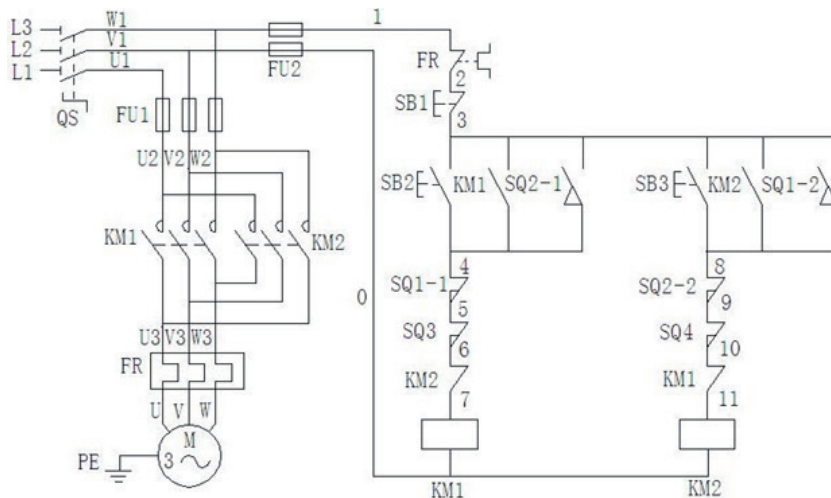 L3 W1 1
L2 V1
L1 U1
FU2
FR
2
QS FU1
SB1
3
U2 V2 W2
SB2 KM1 SQ2-1 SB3 KM2 SQ1-2
KM1 KM2
0
4 8
SQ1-1 SQ2-2
5 9
SQ3 SQ4
6 10
U3 V3 W3
FR
KM2 KM1
7 11
U V W
M
3
PE
KM1 KM2